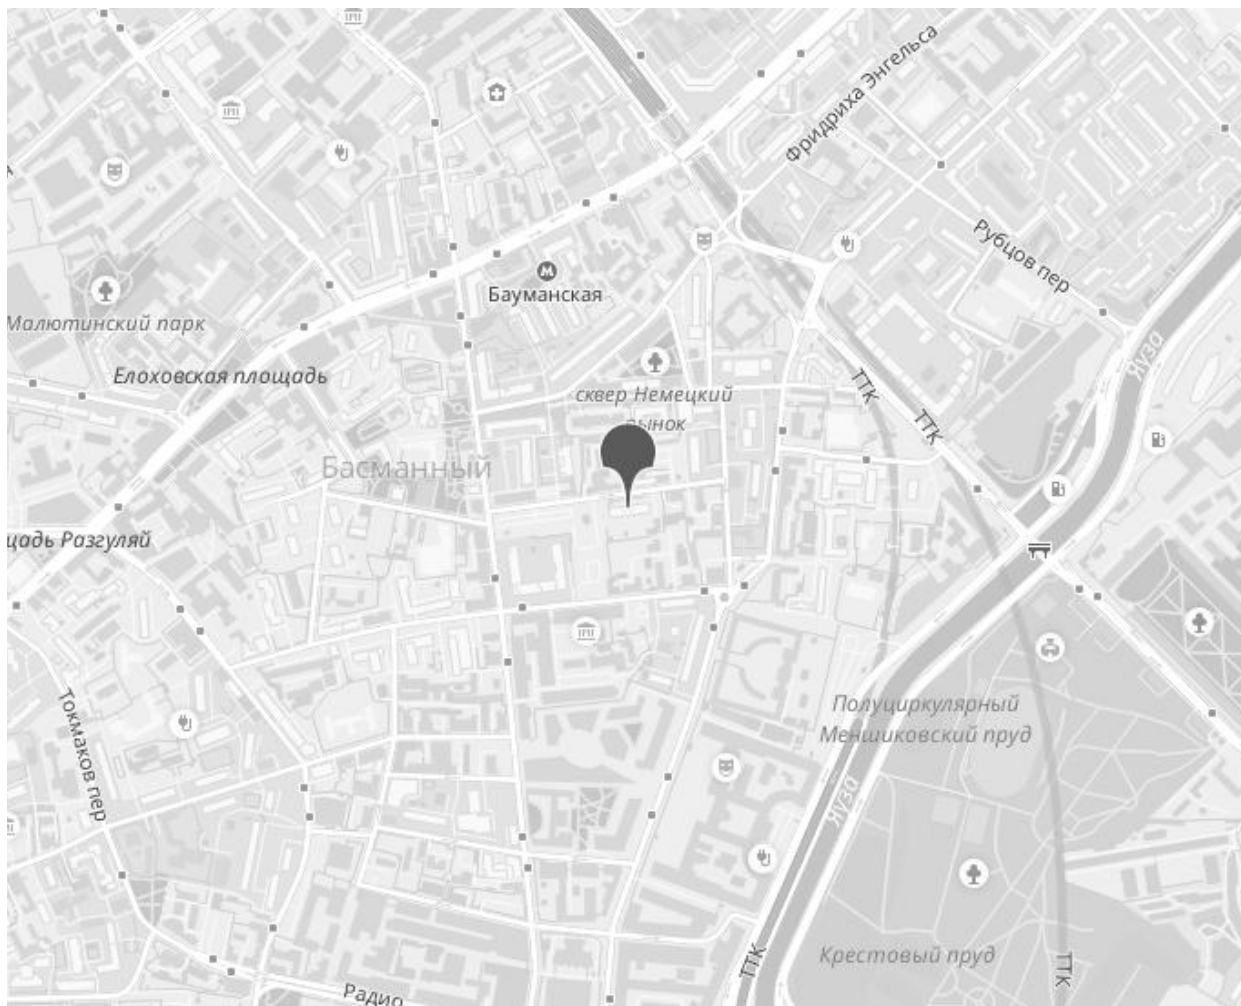 Фридриха Энгельса
Рубцов пер
Бауманская
Малютинский парк
Яуза
Елоховская площадь
ТТК
сквер Немецкий
рынок
ТТК
Басманный
щадь Разгуляй
Полуциркулярный
Меншиковский пруд
Токмаков пер
Яуза
Крестовый пруд
ТТК
ТТК
Радио